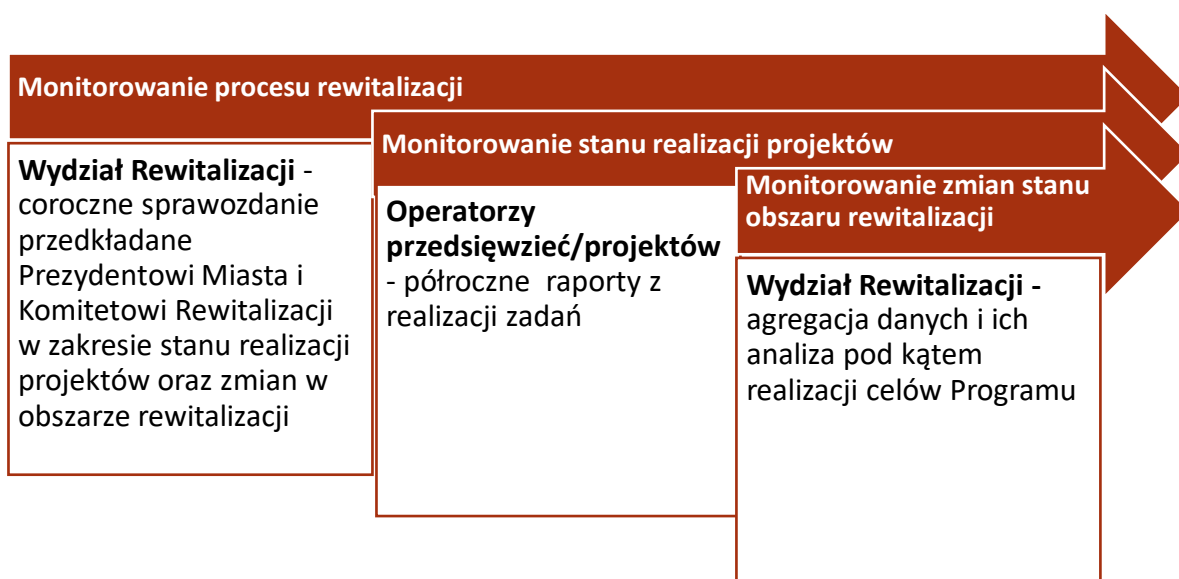 Monitorowanie procesu rewitalizacji
Wydział Rewitalizacji -
coroczne sprawozdanie
przedkładane
Prezydentowi Miasta i
Komitetowi Rewitalizacji
w zakresie stanu realizacji
projektów oraz zmian w
obszarze rewitalizacji
Monitorowanie stanu realizacji projektów
Operatorzy
przedsięwzieć/projektów
- półroczne raporty z
realizacji zadań
Monitorowanie zmian stanu
obszaru rewitalizacji
Wydział Rewitalizacji -
agregacja danych i ich
analiza pod kątem
realizacji celów Programu